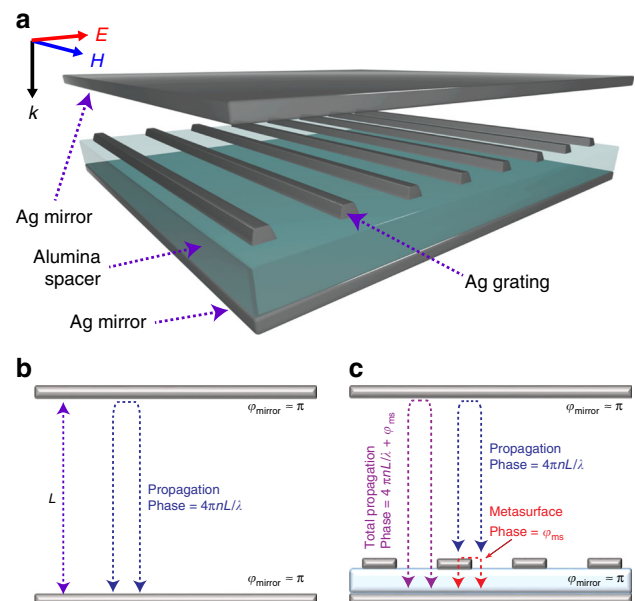 a
E
H
k
Ag mirror
Alumina
spacer
Ag mirror
Ag grating
b
φmirror = π
L
Propagation
Phase = 4πnL/λ
φmirror = π
c
φmirror = π
Total propagation
Phase = 4 πnL/λ + φms
Propagation
Phase = 4πnL/λ
Metasurface
Phase = φms
φmirror = π